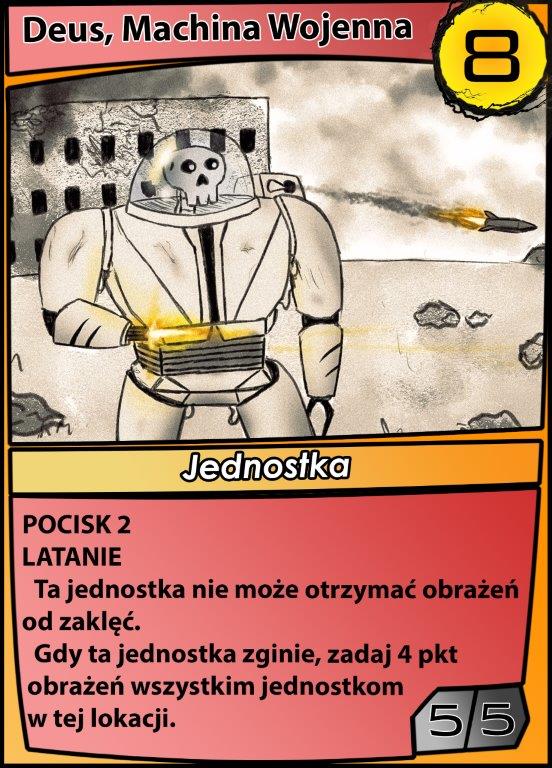 Deus, Machina Wojenna
8
Jednostka
POCISK 2
LATANIE
Ta jednostka nie może otrzymać obrażeń
od zaklęć.
Gdy ta jednostka zginie, zadaj 4 pkt
obrażeń wszystkim jednostkom
w tej lokacji.
5 5